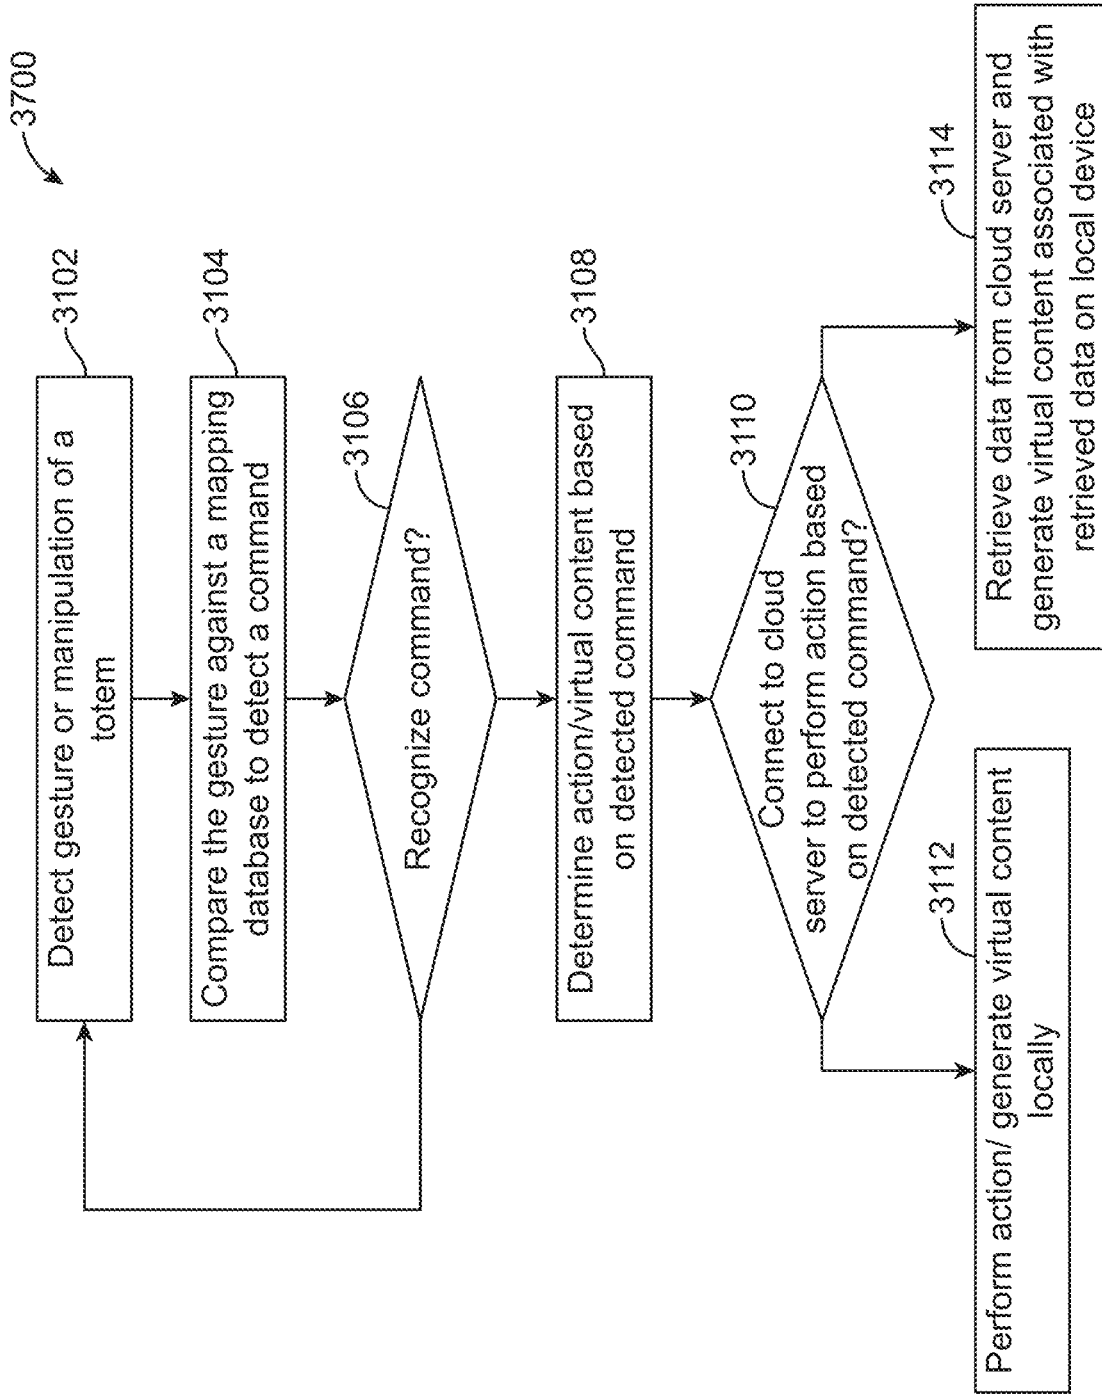 3700
3102
Detect gesture or manipulation of a
totem
3104
Compare the gesture against a mapping
database to detect a command
3106
Recognize command?
3108
Determine action/virtual content based
on detected command
3110
Connect to cloud
server to perform action based
on detected command?
3112
Perform action/ generate virtual content
locally
3114
Retrieve data from cloud server and
generate virtual content associated with
retrieved data on local device